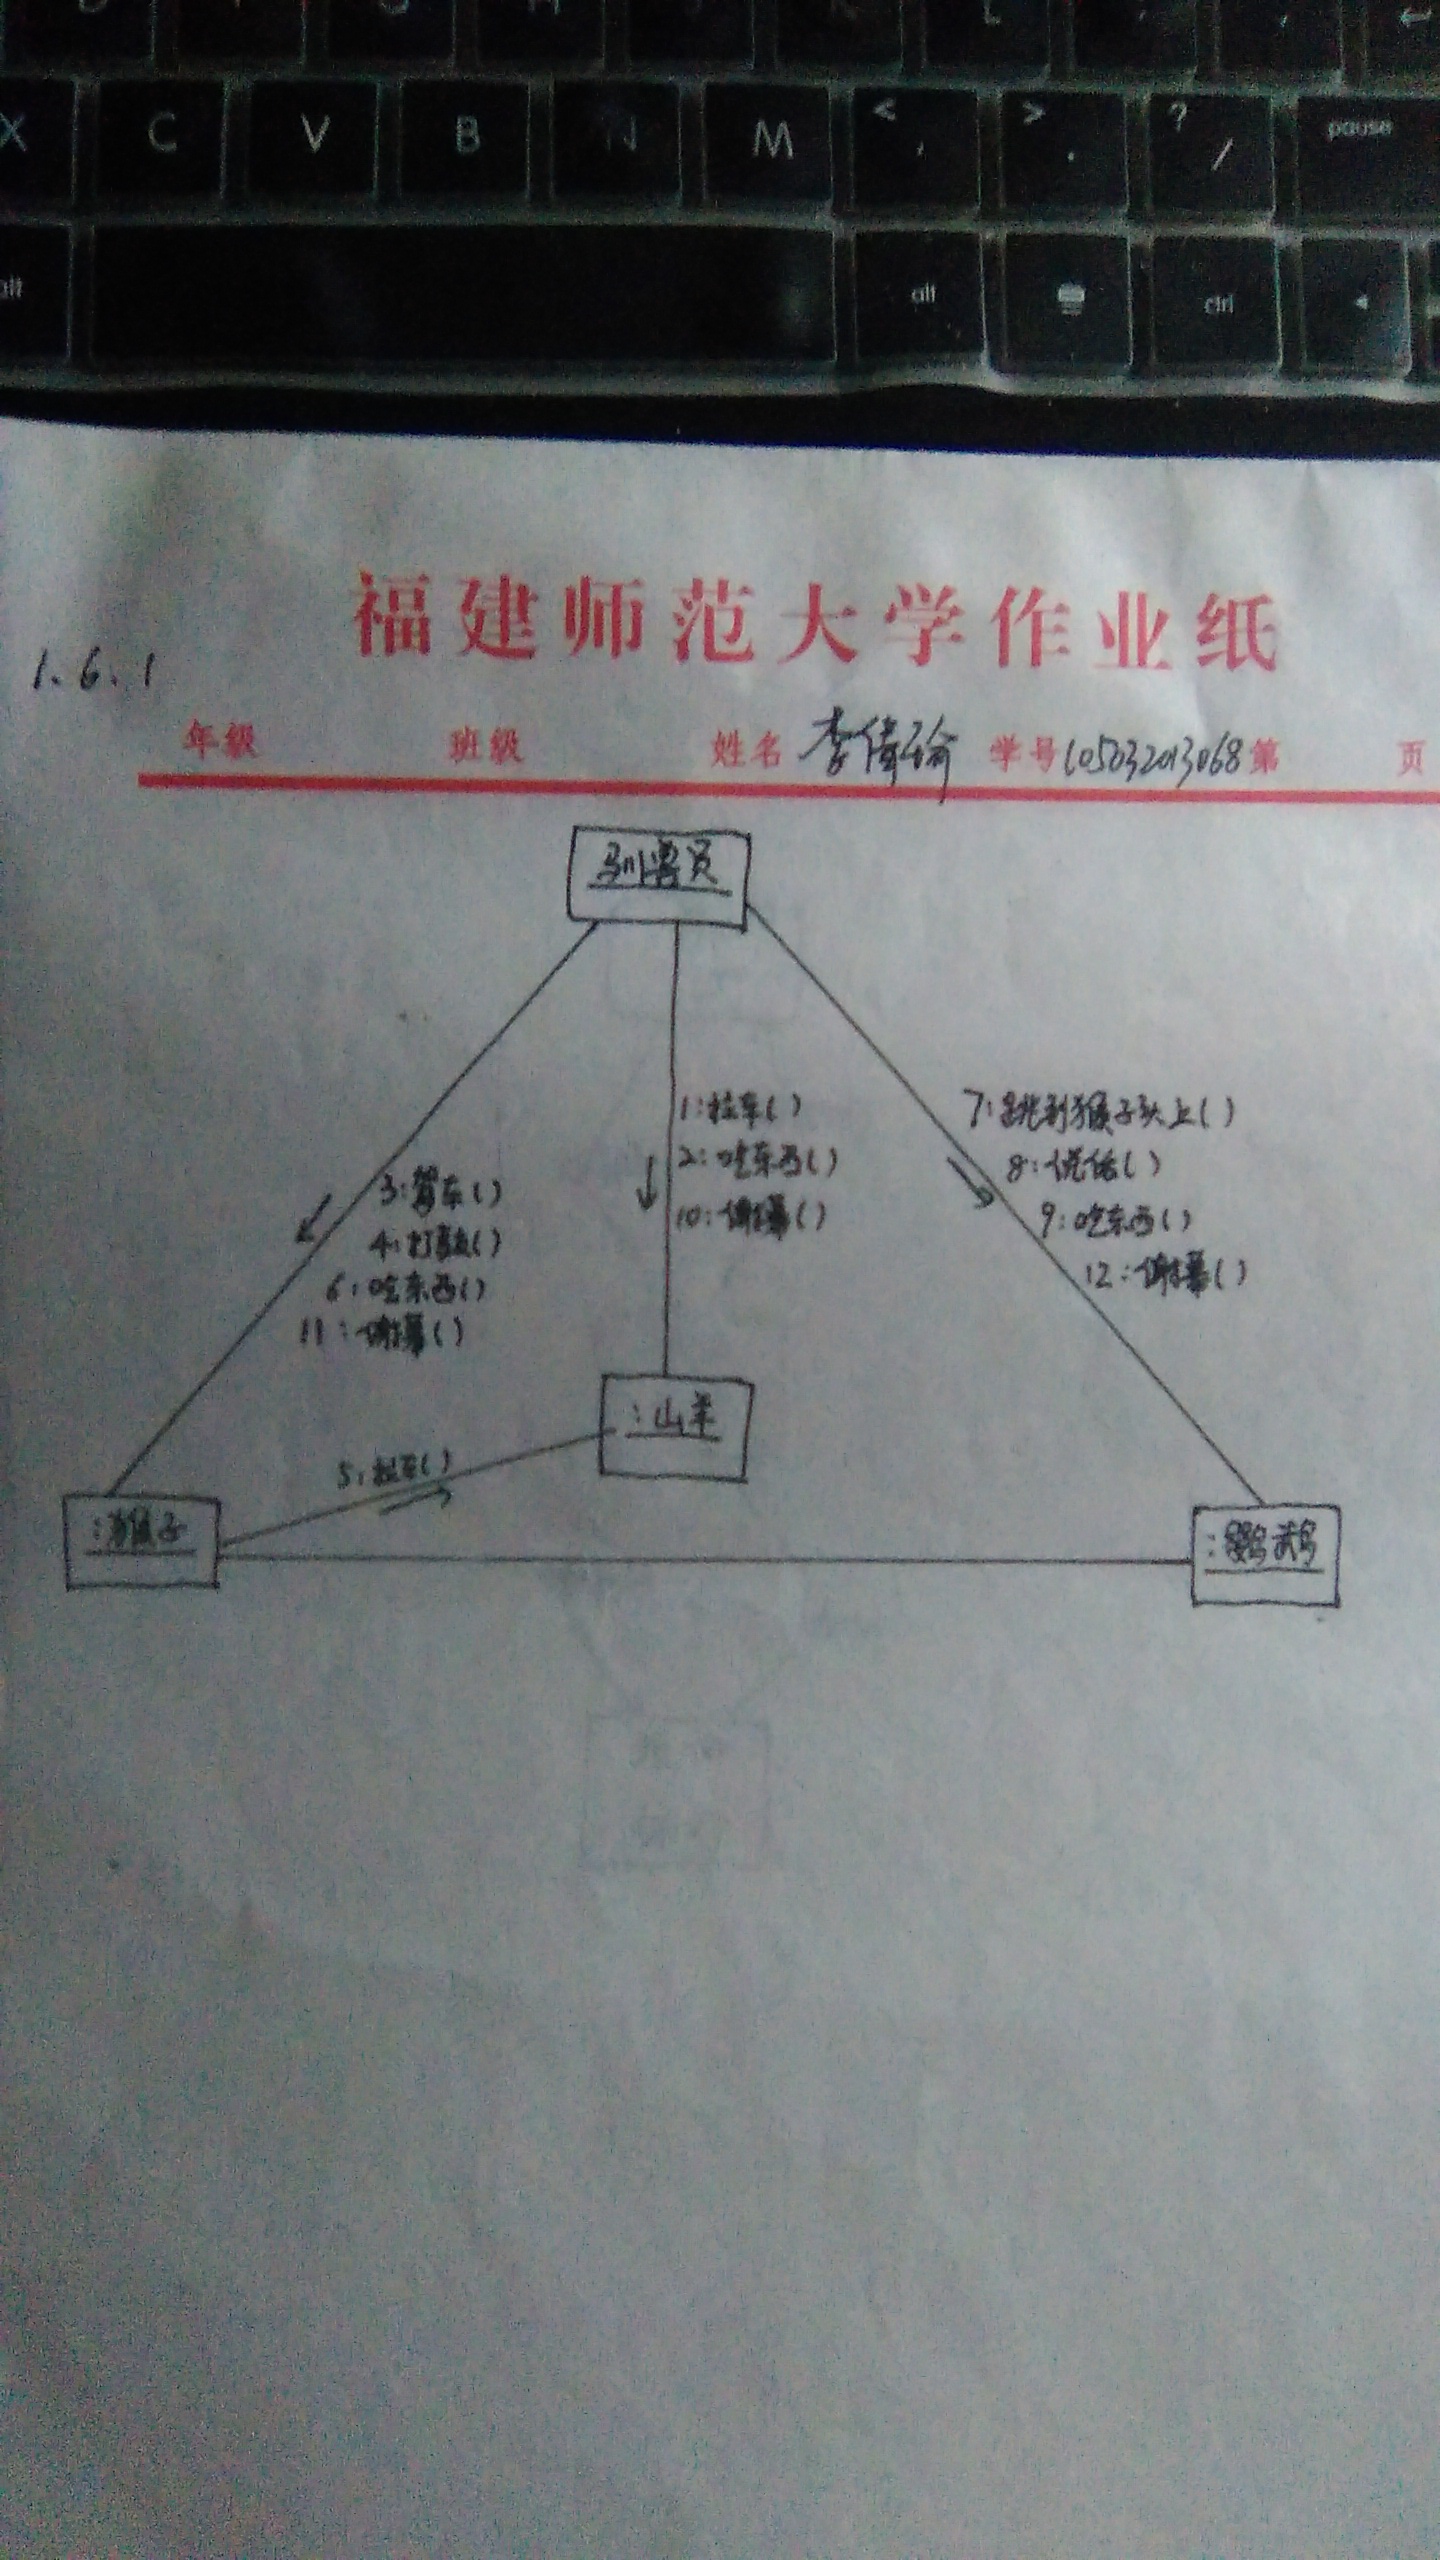 X C V B N M < , > . ? / pause
alt alt ctrl
福建师范大学作业纸
1.6.1
年级 班级 姓名 李倩瑜 学号 105032013068 第 页
驯兽员
1:拉车()
7:跳到猴子头上()
2:吃东西()
8:说话()
3:驾车()
10:谢幕()
9:吃东西()
4:打鼓()
12:谢幕()
6:吃东西()
11:谢幕()
:山羊
5:拉车()
:猴子
:鹦鹉